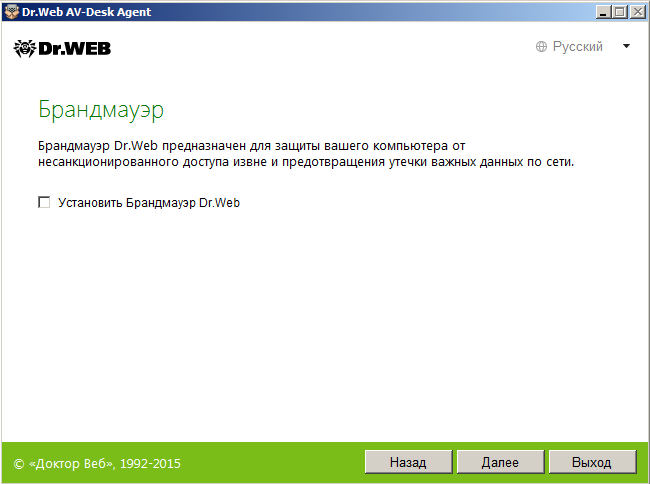 Dr.Web AV-Desk Agent
Dr.WEB
Русский
Брандмауэр
Брандмауэр Dr.Web предназначен для защиты вашего компьютера от
несанкционированного доступа извне и предотвращения утечки важных данных по сети.
Установить Брандмауэр Dr.Web
© «Доктор Веб», 1992-2015
Назад
Далее
Выход